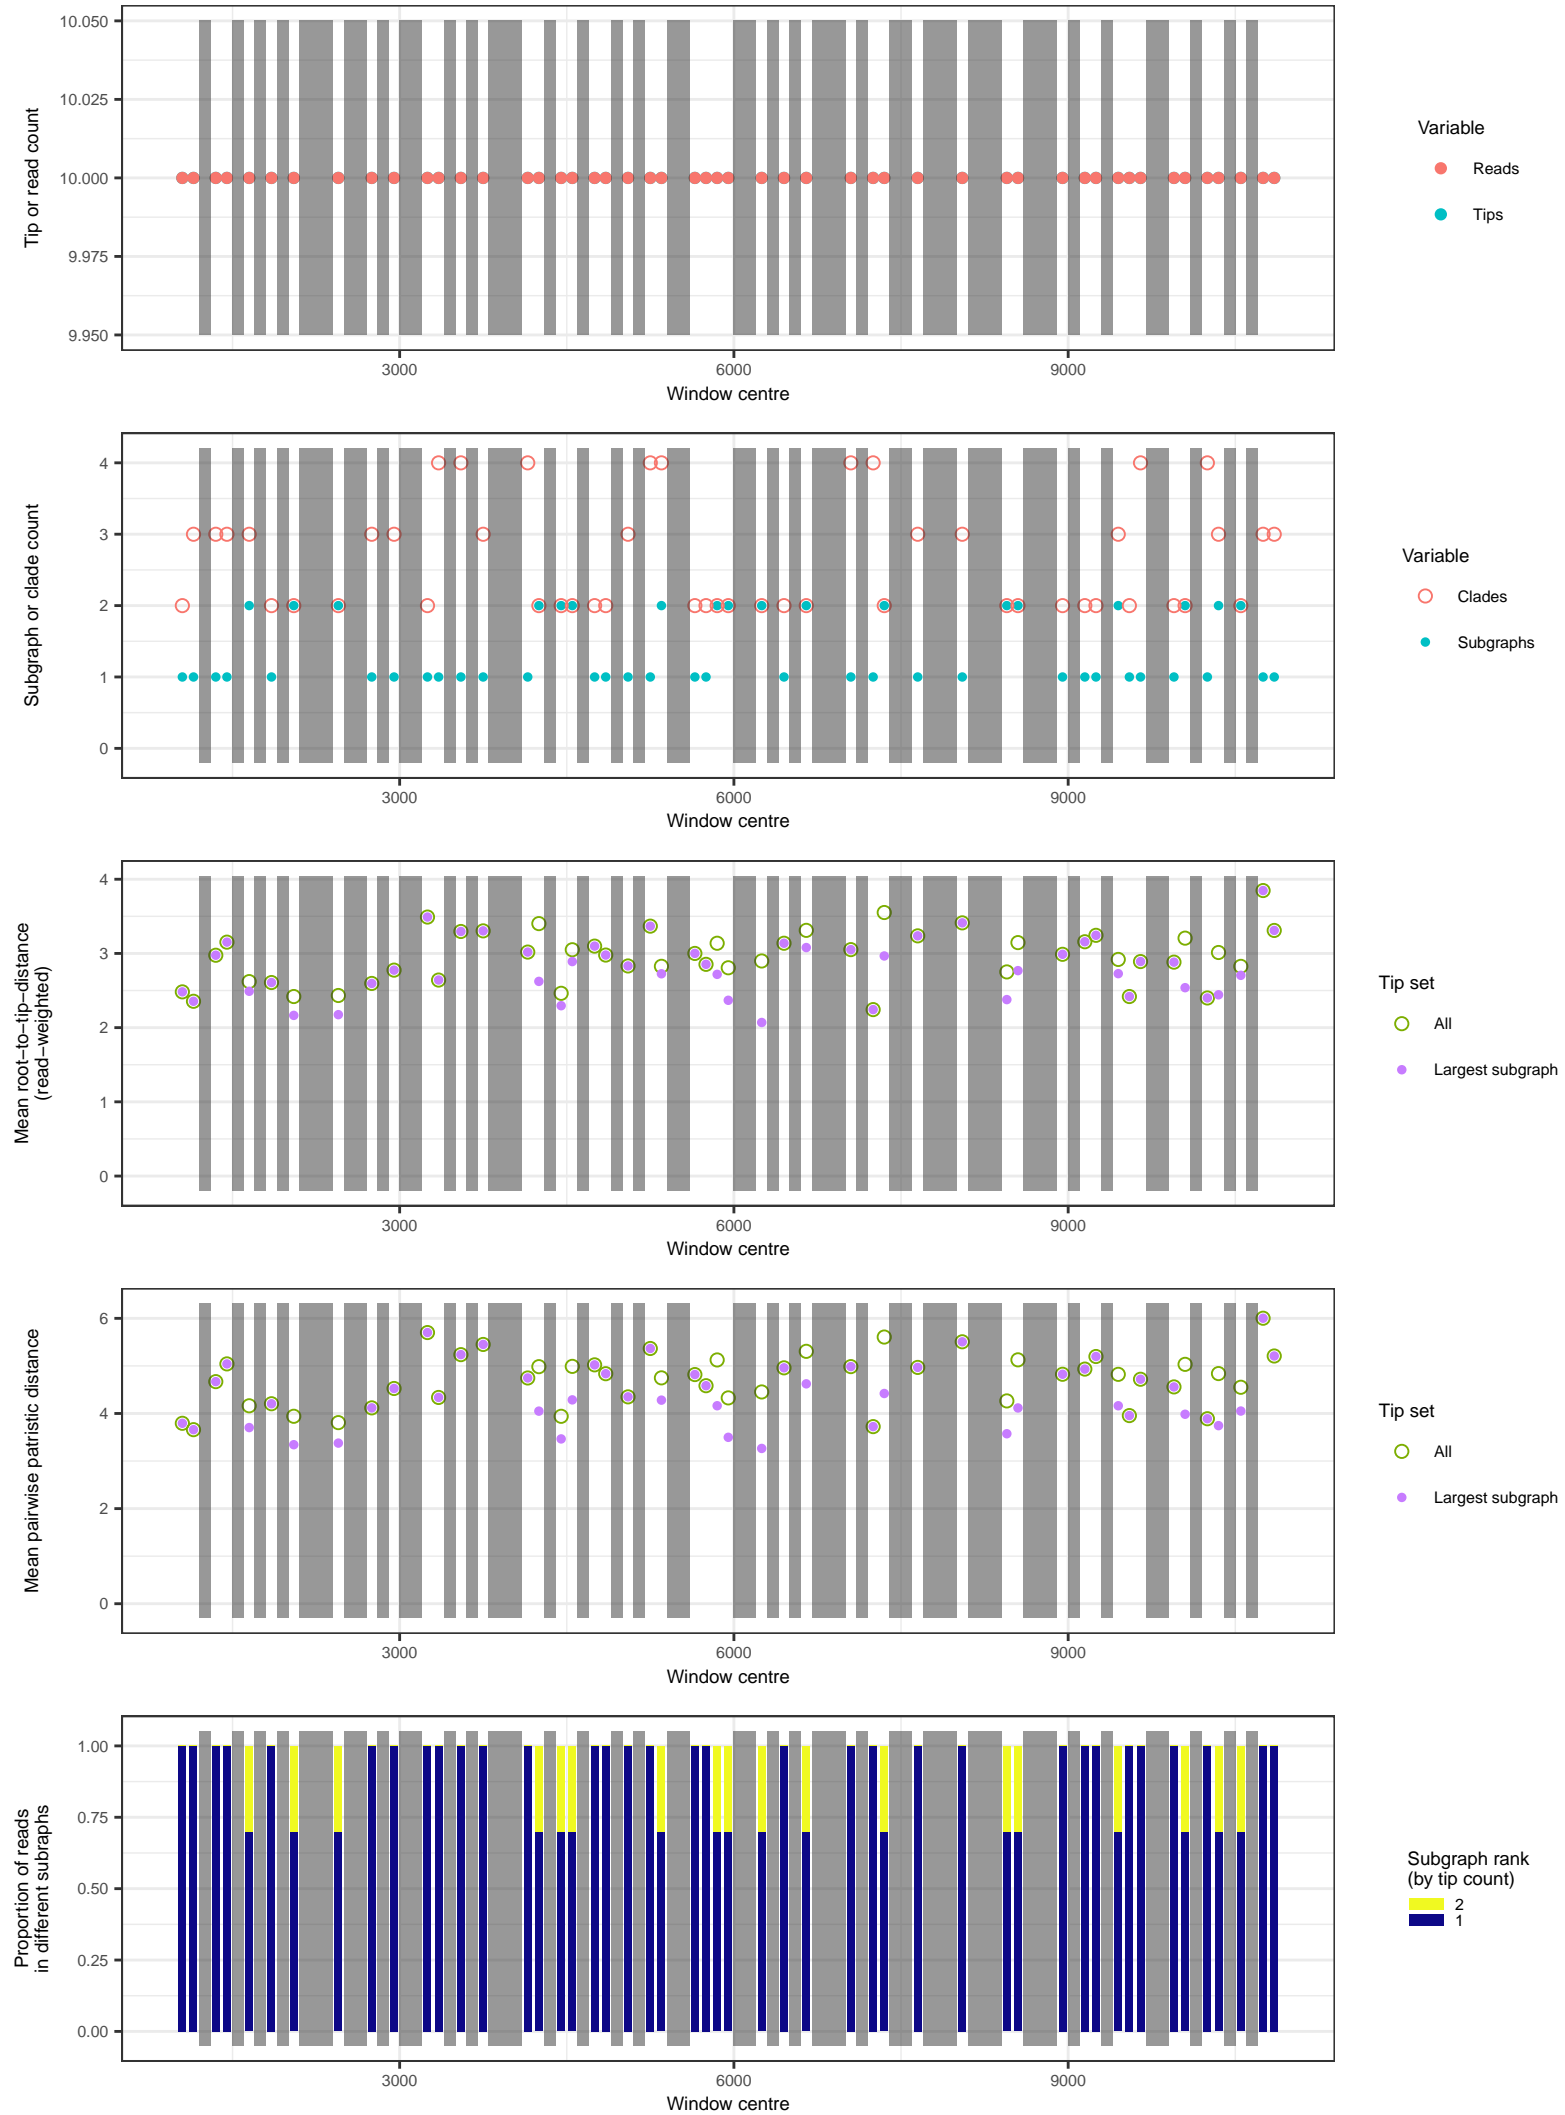 10.050
10.025
10.000
9.975
9.950
Tip or read count
3000 6000 9000
Window centre
Variable
Reads
Tips
4
3
2
1
0
Subgraph or clade count
3000 6000 9000
Window centre
Variable
Clades
Subgraphs
4
3
2
1
0
Mean root−to−tip−distance
(read−weighted)
3000 6000 9000
Window centre
Tip set
All
Largest subgraph
6
4
2
0
Mean pairwise patristic distance
3000 6000 9000
Window centre
Tip set
All
Largest subgraph
1.00
0.75
0.50
0.25
0.00
Proportion of reads
in different subraphs
3000 6000 9000
Window centre
Subgraph rank
(by tip count)
2
1